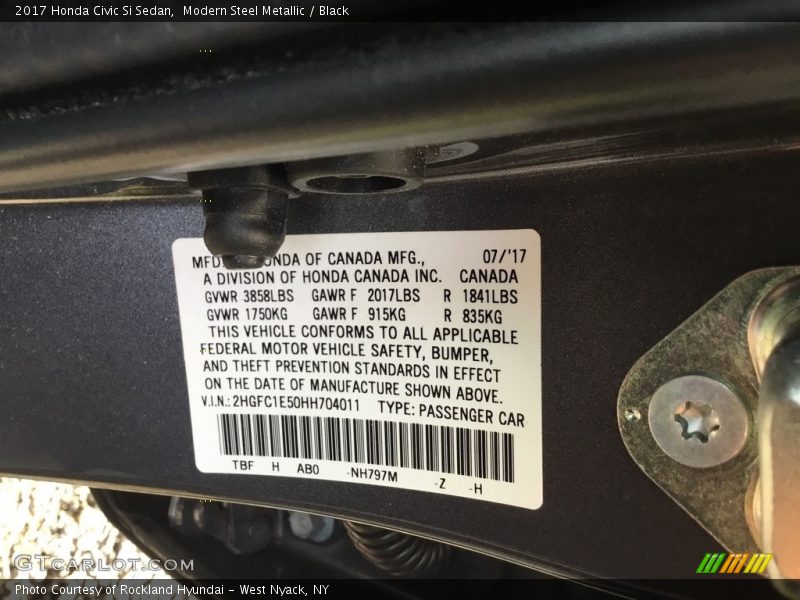 2017 Honda Civic Si Sedan, Modern Steel Metallic / Black
OF CANADA MFG., 07/'17
A DIVISION OF HONDA CANADA INC. CANADA
GVWR 3858LBS GAWR F 2017LBS R 1841LBS
GVWR 1750KG GAWR F 915KG R 835KG
THIS VEHICLE CONFORMS TO ALL APPLICABLE
FEDERAL MOTOR VEHICLE SAFETY, BUMPER,
AND THEFT PREVENTION STANDARDS IN EFFECT
ON THE DATE OF MANUFACTURE SHOWN ABOVE.
V.I.N.: 2HGFC1E50HH704011 TYPE: PASSENGER CAR
TBF H AB0 -NH797M -Z -H
GTCARLOT.COM
Photo Courtesy of Rockland Hyundai - West Nyack, NY